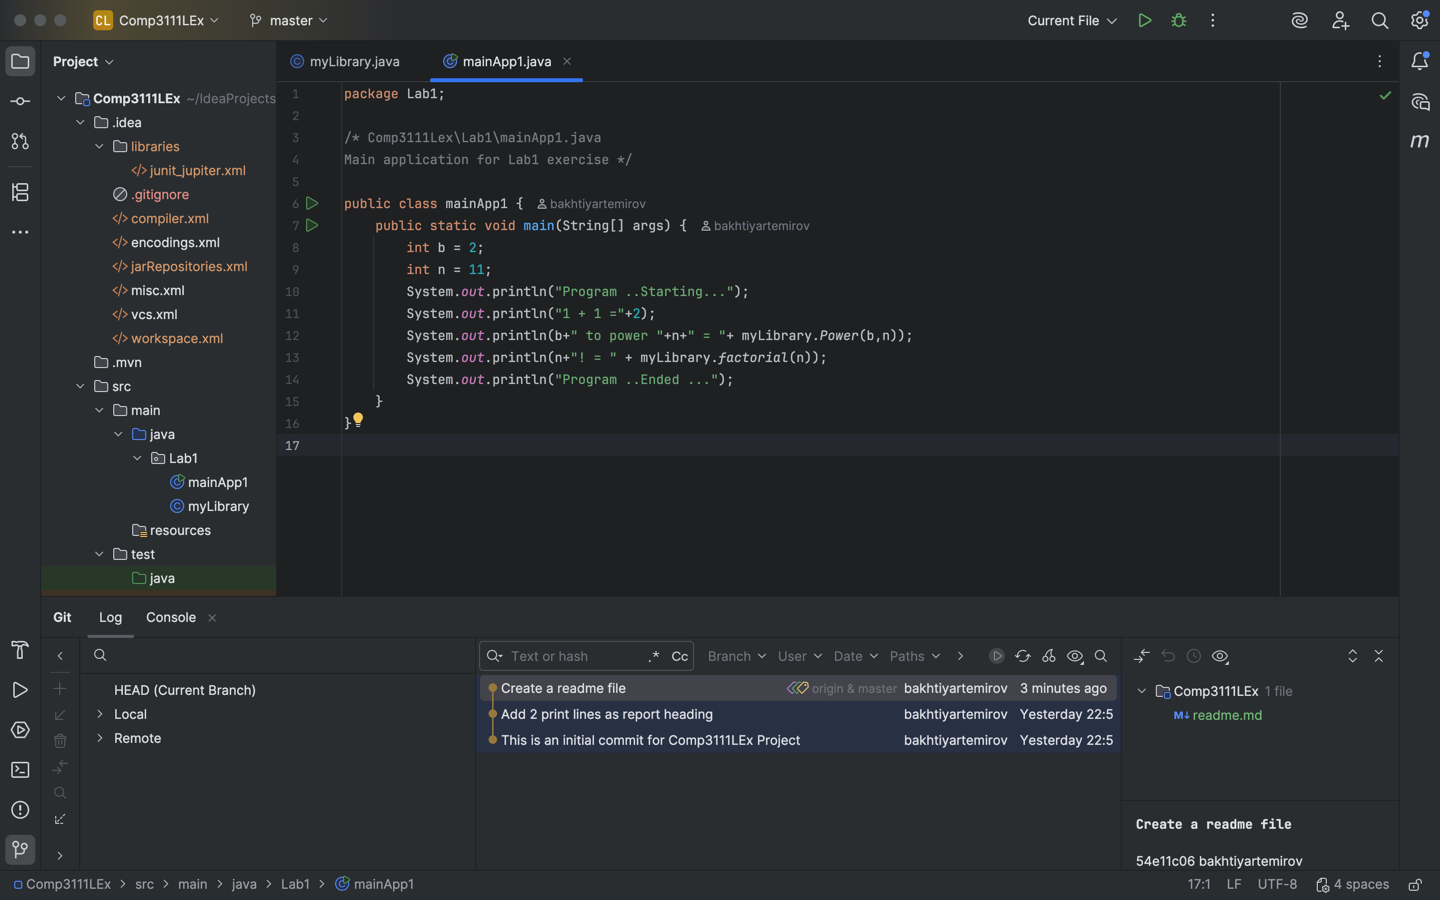 CL Comp3111LEx master Current File
Project
myLibrary.java mainApp1.java
Comp3111LEx ~/IdeaProjects
.idea
libraries
junit_jupiter.xml
.gitignore
compiler.xml
encodings.xml
jarRepositories.xml
misc.xml
vcs.xml
workspace.xml
.mvn
src
main
java
Lab1
mainApp1
myLibrary
resources
test
java
1 package Lab1;
2
3 /* Comp3111Lex\Lab1\mainApp1.java
4 Main application for Lab1 exercise */
5
6 public class mainApp1 { bakhtiyartemirov
7 public static void main(String[] args) { bakhtiyartemirov
8 int b = 2;
9 int n = 11;
10 System.out.println("Program ..Starting...");
11 System.out.println("1 + 1 ="+2);
12 System.out.println(b+" to power "+n+" = "+ myLibrary.Power(b,n));
13 System.out.println(n+"! = " + myLibrary.factorial(n));
14 System.out.println("Program ..Ended ...");
15 }
16 }
17
m
Git Log Console
HEAD (Current Branch)
Local
Remote
Text or hash .* Cc Branch User Date Paths
Create a readme file origin & master bakhtiyartemirov 3 minutes ago
Add 2 print lines as report heading bakhtiyartemirov Yesterday 22:5
This is an initial commit for Comp3111LEx Project bakhtiyartemirov Yesterday 22:5
Comp3111LEx 1 file
M↓ readme.md
Create a readme file
54e11c06 bakhtiyartemirov
Comp3111LEx > src > main > java > Lab1 > mainApp1 17:1 LF UTF-8 4 spaces